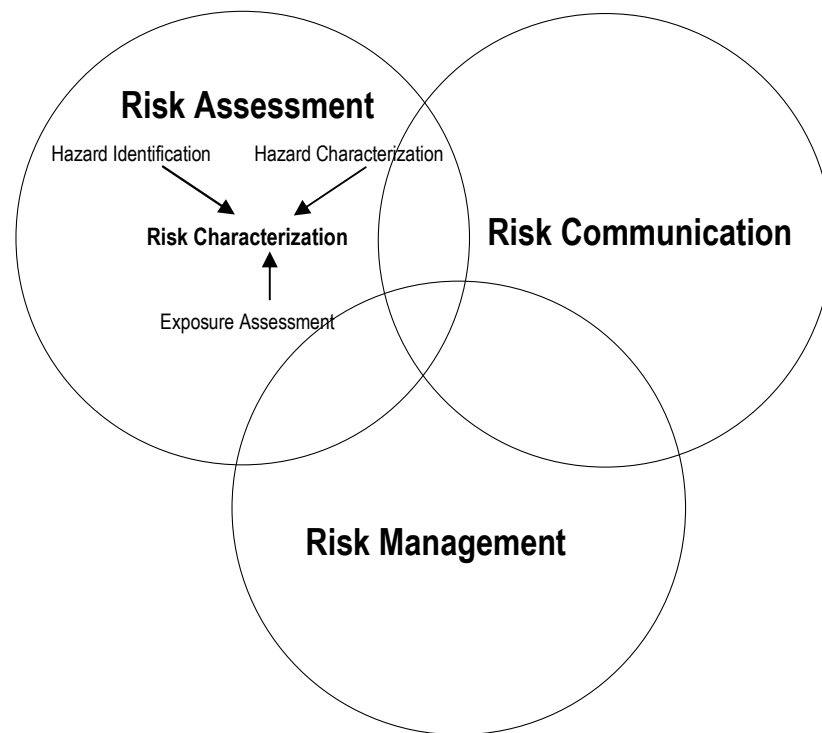 Risk Assessment
Hazard Identification
Hazard Characterization
Risk Characterization
Exposure Assessment
Risk Communication
Risk Management